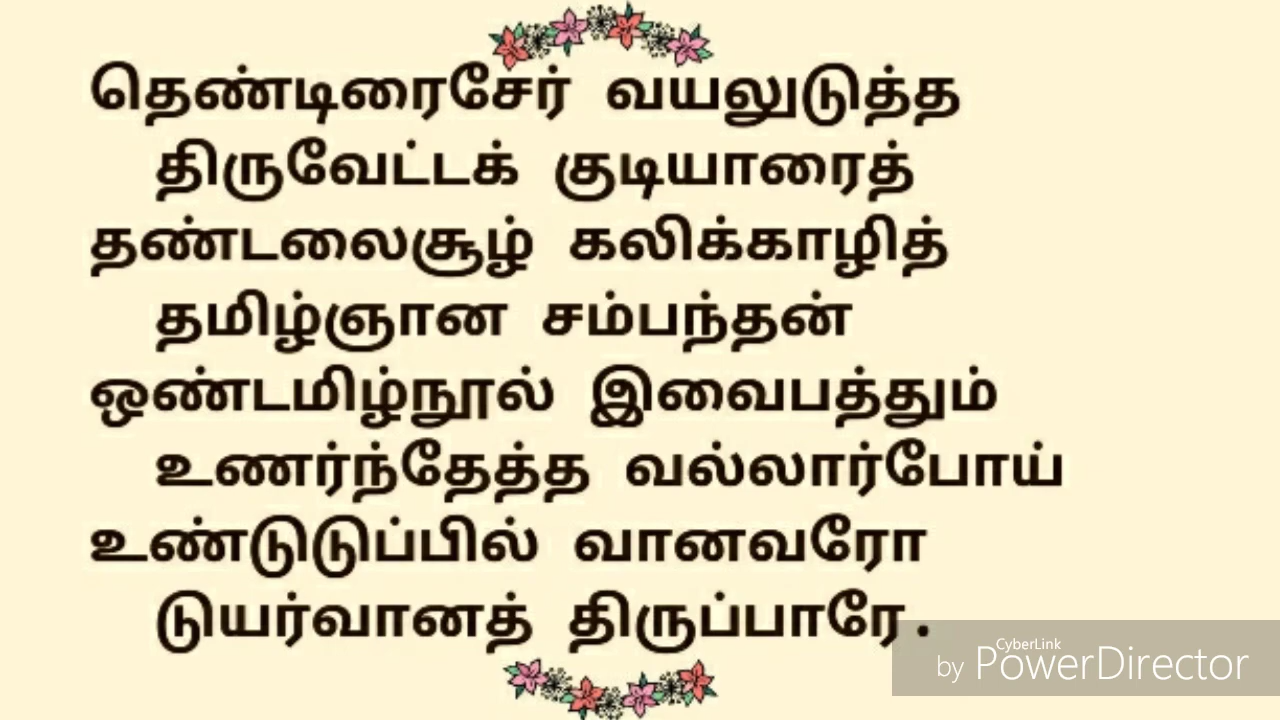 தெண்டிரைசேர் வயலுடுத்த
திருவேட்டக் குடியாரைத்
தண்டலைசூழ் கலிக்காழித்
தமிழ்ஞான சம்பந்தன்
ஒண்டமிழ்நூல் இவைபத்தும்
உணர்ந்தேத்த வல்லார்போய்
உண்டுடுப்பில் வானவரோ
டுயர்வானத் திருப்பாரே.
CyberLink
by PowerDirector